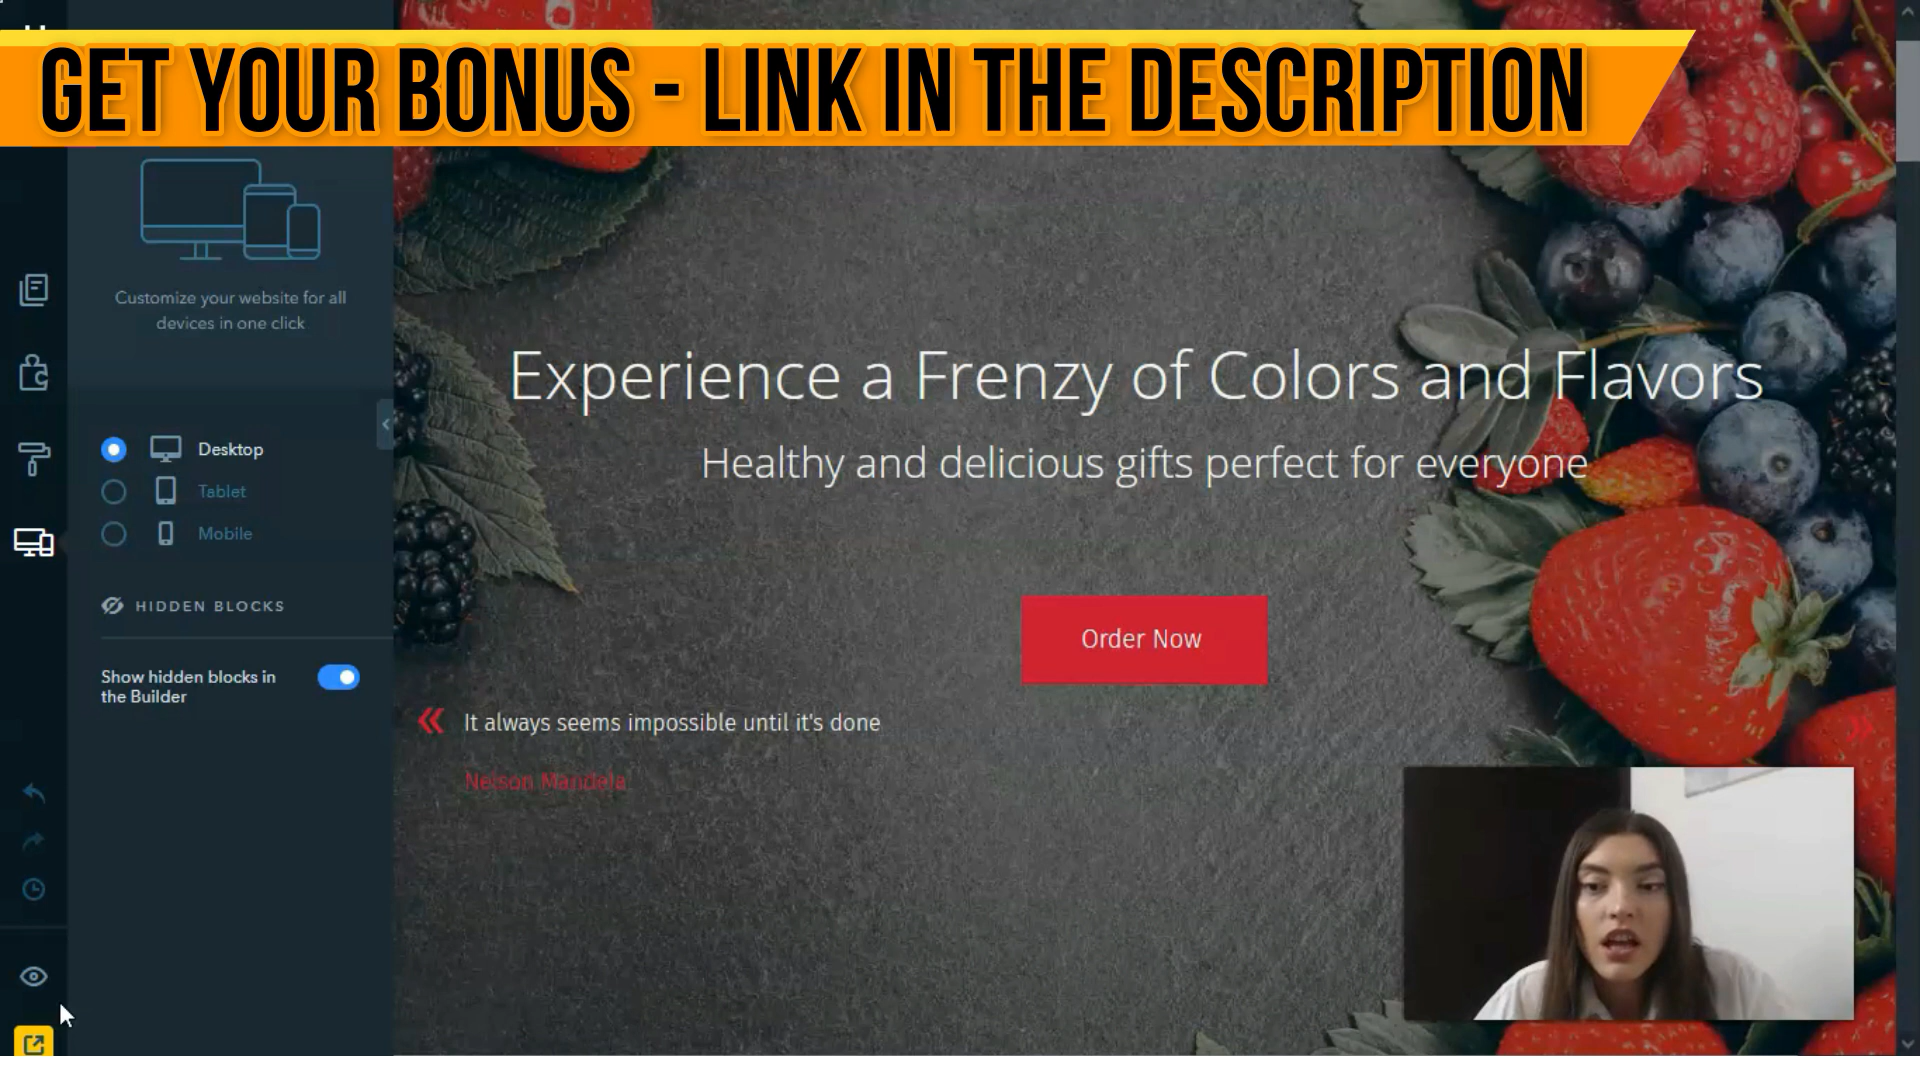 GET YOUR BONUS - LINK IN THE DESCRIPTION
Customize your website for all
devices in one click
Desktop
Tablet
Mobile
HIDDEN BLOCKS
Show hidden blocks in
the Builder
Experience a Frenzy of Colors and Flavors
Healthy and delicious gifts perfect for everyone
Order Now
« It always seems impossible until it's done »
Nelson Mandela